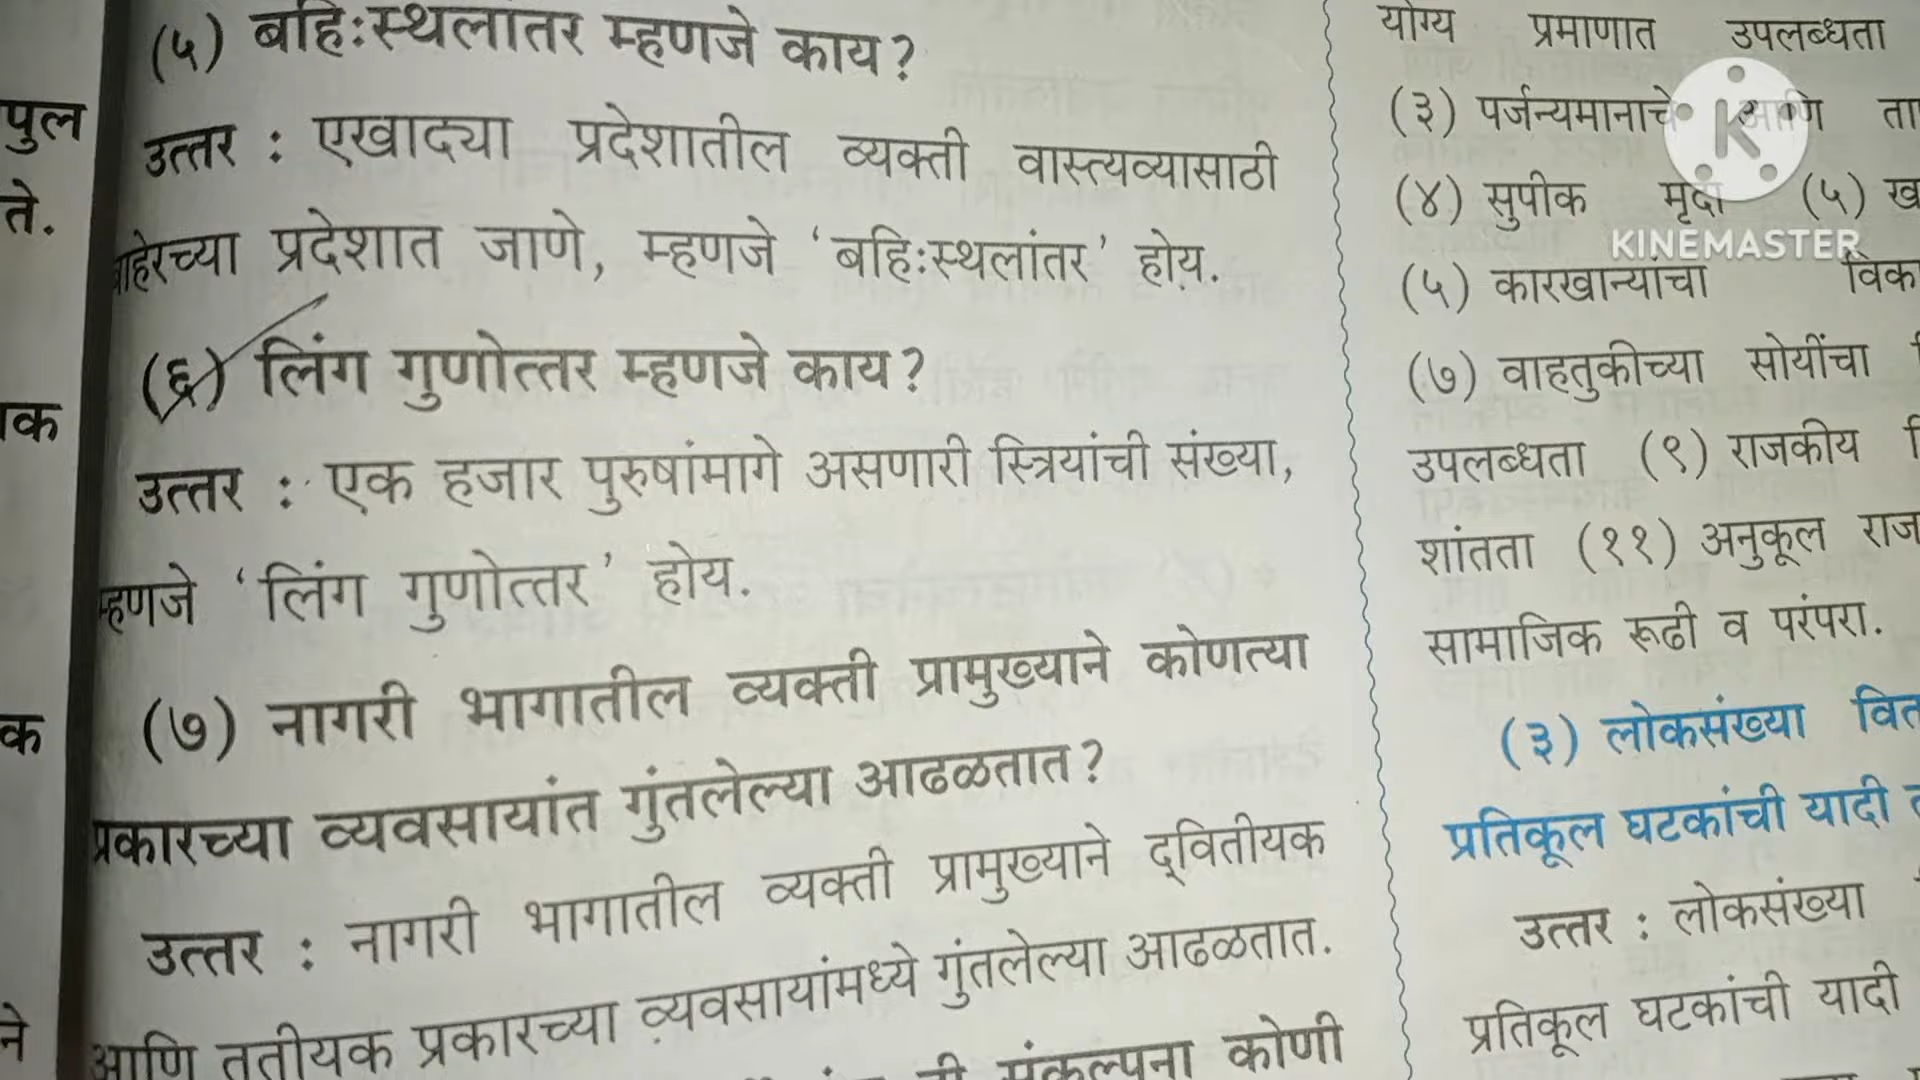 (५) बहिःस्थलांतर म्हणजे काय?
उत्तर : एखाद्या प्रदेशातील व्यक्ती वास्त्यव्यासाठी
बाहेरच्या प्रदेशात जाणे, म्हणजे ‘बहिःस्थलांतर’ होय.
(६) लिंग गुणोत्तर म्हणजे काय?
उत्तर : एक हजार पुरुषांमागे असणारी स्त्रियांची संख्या,
म्हणजे ‘लिंग गुणोत्तर’ होय.
(७) नागरी भागातील व्यक्ती प्रामुख्याने कोणत्या
प्रकारच्या व्यवसायांत गुंतलेल्या आढळतात?
उत्तर : नागरी भागातील व्यक्ती प्रामुख्याने द्वितीयक
आणि तृतीयक प्रकारच्या व्यवसायांमध्ये गुंतलेल्या आढळतात.
संकल्पना कोणी
पुल
ते.
क
ने
योग्य प्रमाणात उपलब्धता
(३) पर्जन्यमानाचे आणि
(४) सुपीक मृदा (५)
(५) कारखान्यांचा
(७) वाहतुकीच्या सोयींचा
उपलब्धता (९) राजकीय
शांतता (११) अनुकूल
सामाजिक रूढी व परंपरा.
(३) लोकसंख्या
प्रतिकूल घटकांची यादी
उत्तर : लोकसंख्या
प्रतिकूल घटकांची यादी
K
KINEMASTER